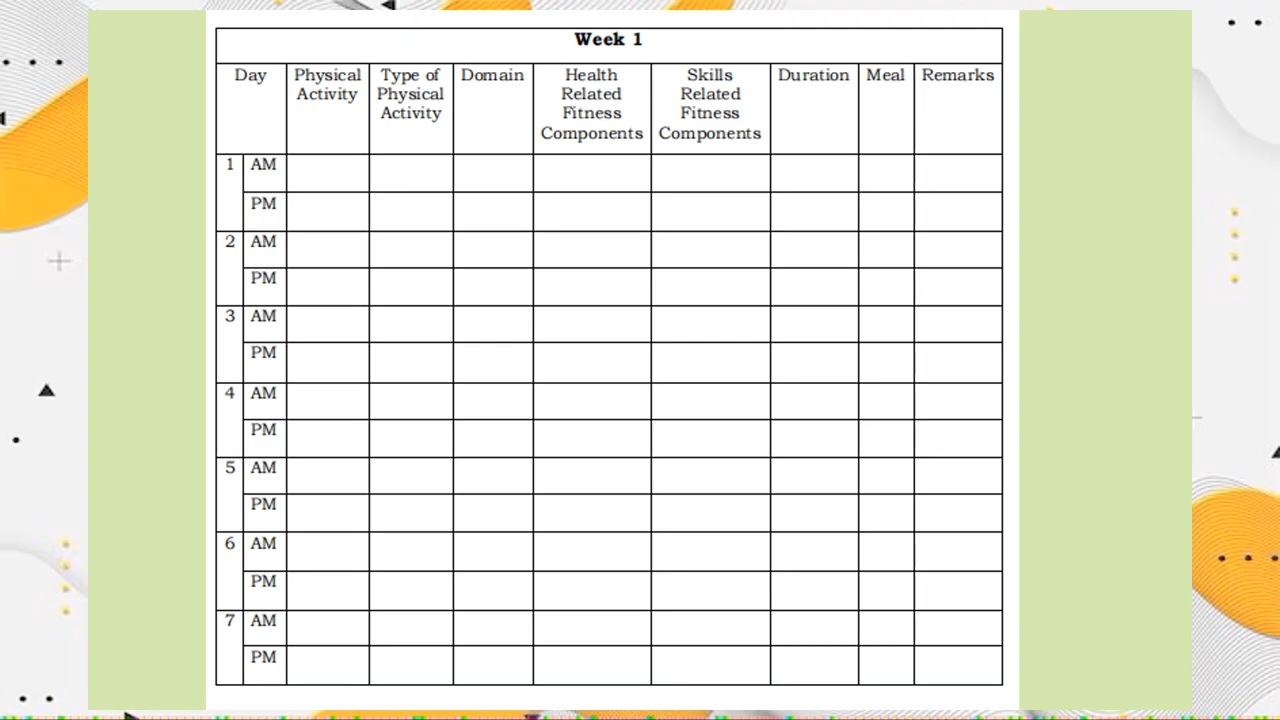 Week 1
Day Physical Activity Type of Physical Activity Domain Health Related Fitness Components Skills Related Fitness Components Duration Meal Remarks
1 AM
PM
2 AM
PM
3 AM
PM
4 AM
PM
5 AM
PM
6 AM
PM
7 AM
PM